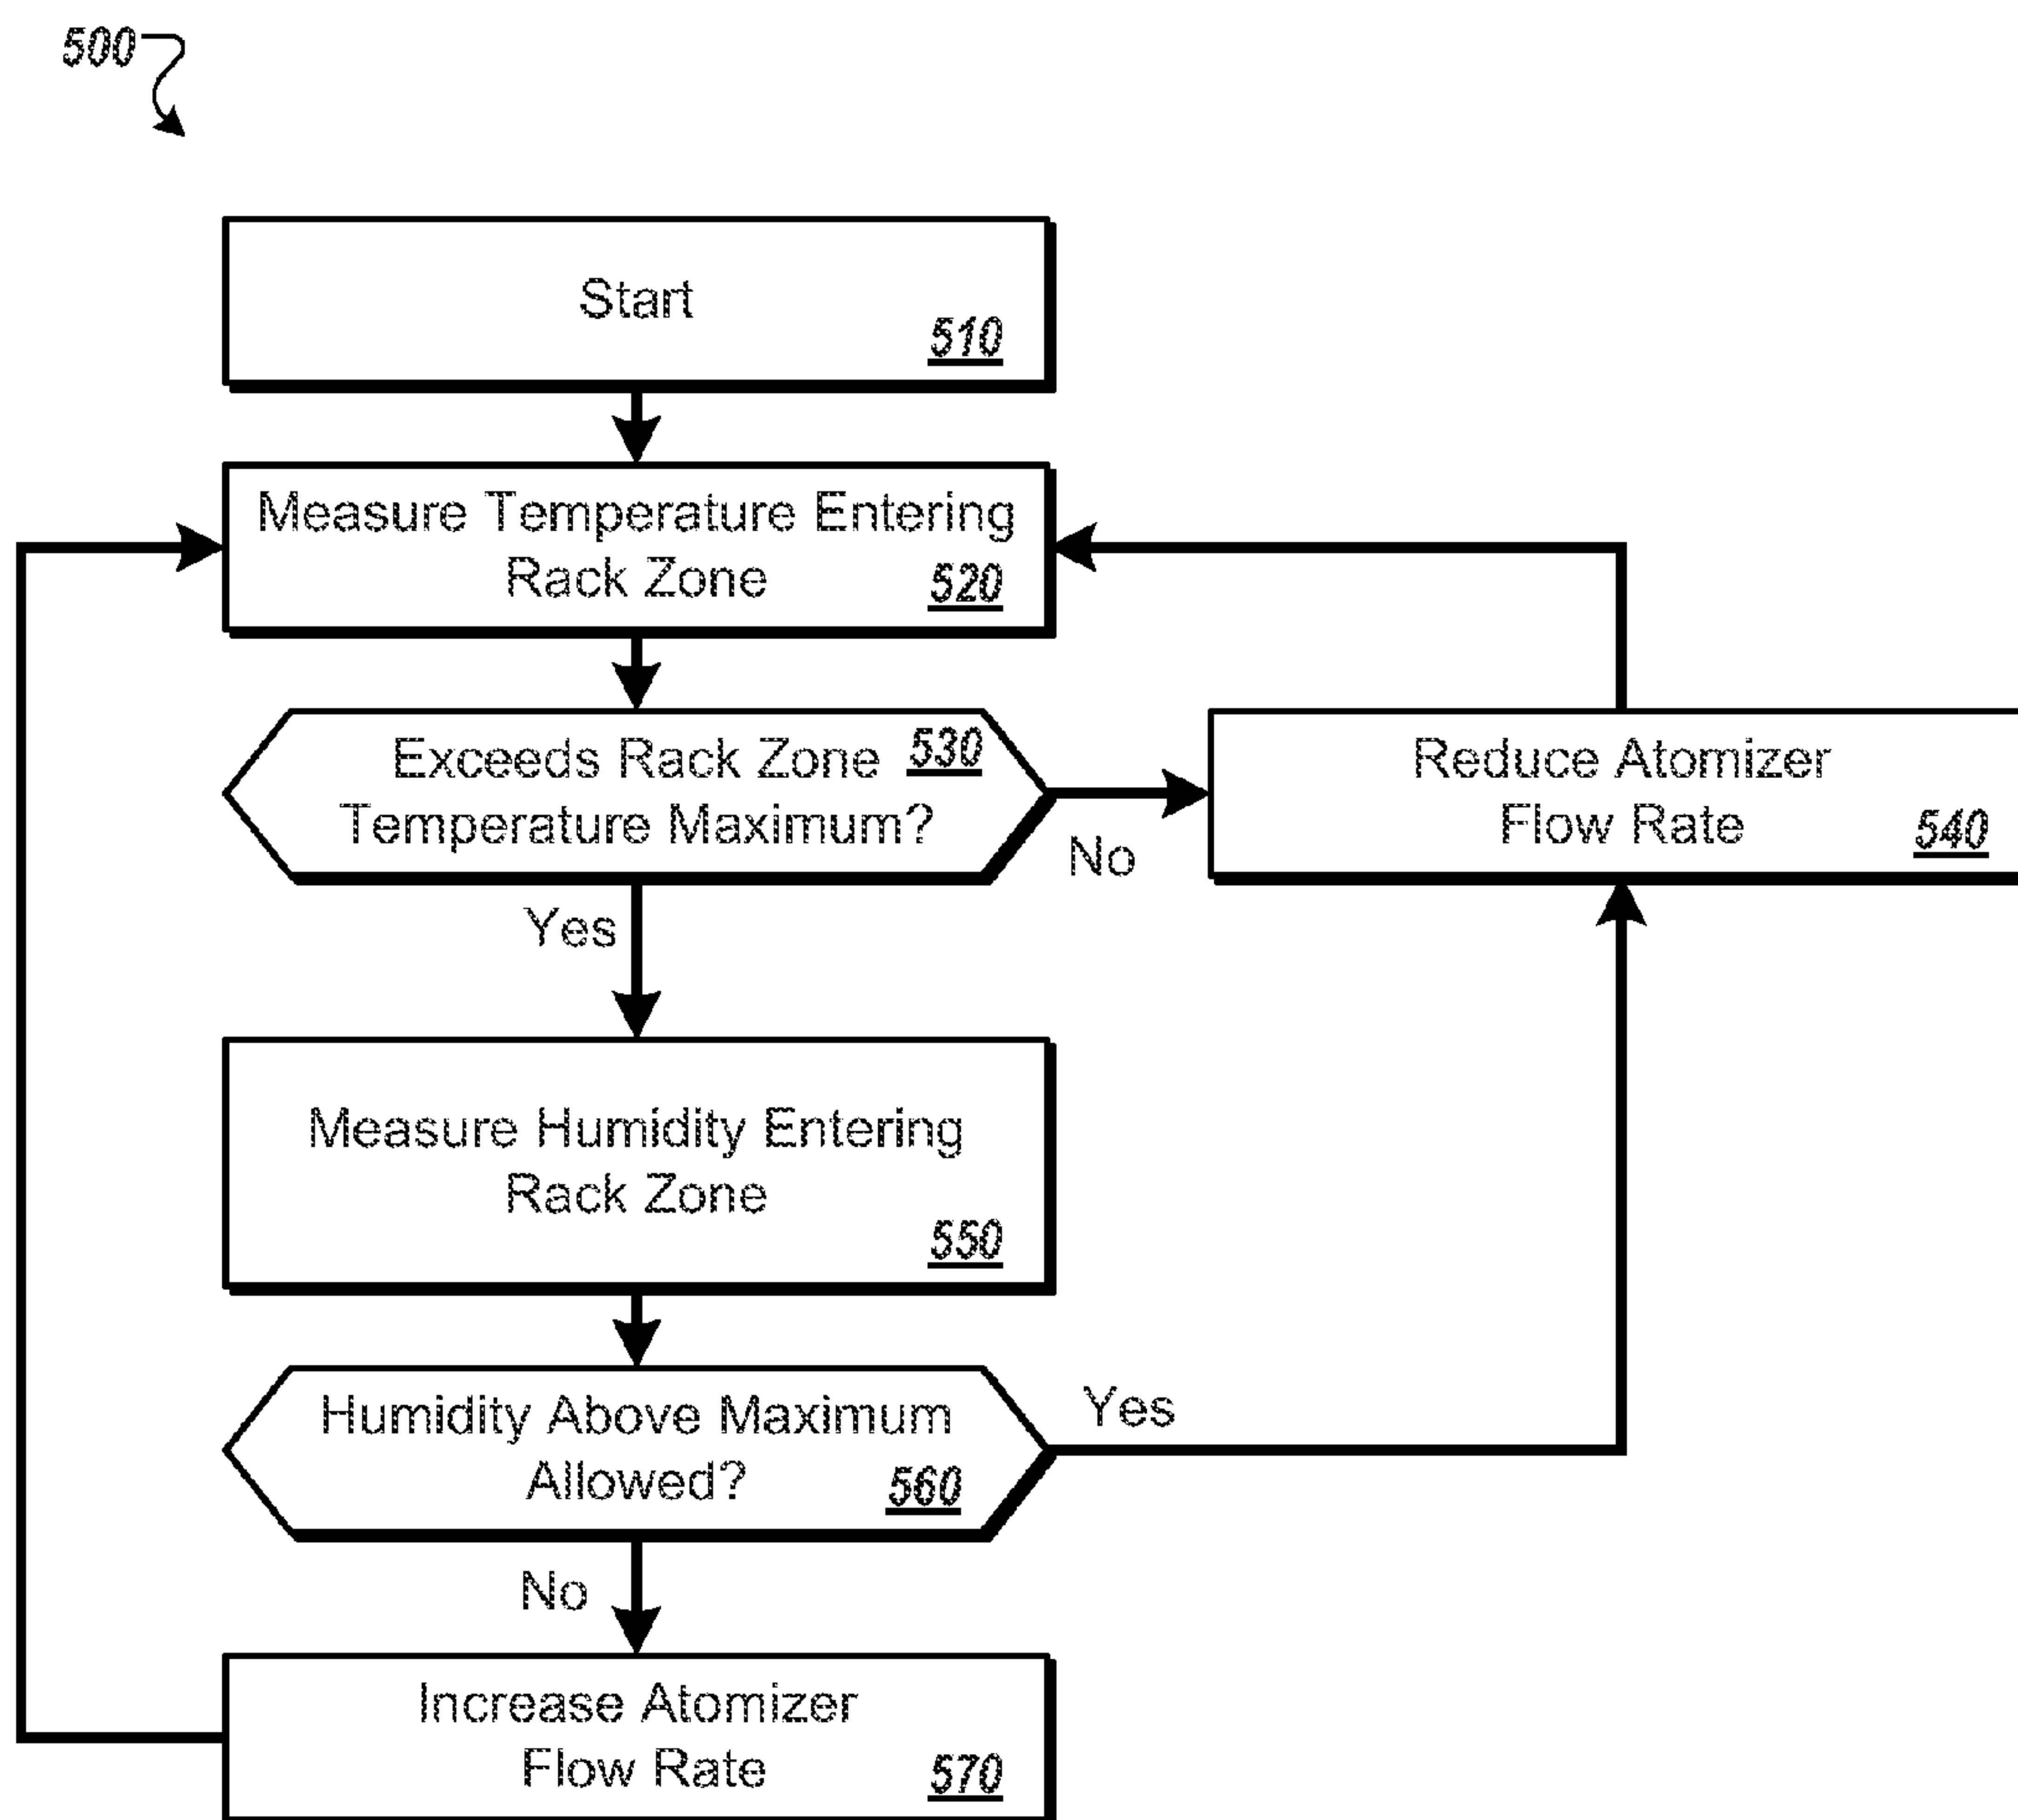 500
Start
510
Measure Temperature Entering
Rack Zone
520
Exceeds Rack Zone
530
Temperature Maximum?
No
Reduce Atomizer
Flow Rate
540
Yes
Measure Humidity Entering
Rack Zone
550
Humidity Above Maximum
Allowed?
560
Yes
No
Increase Atomizer
Flow Rate
570